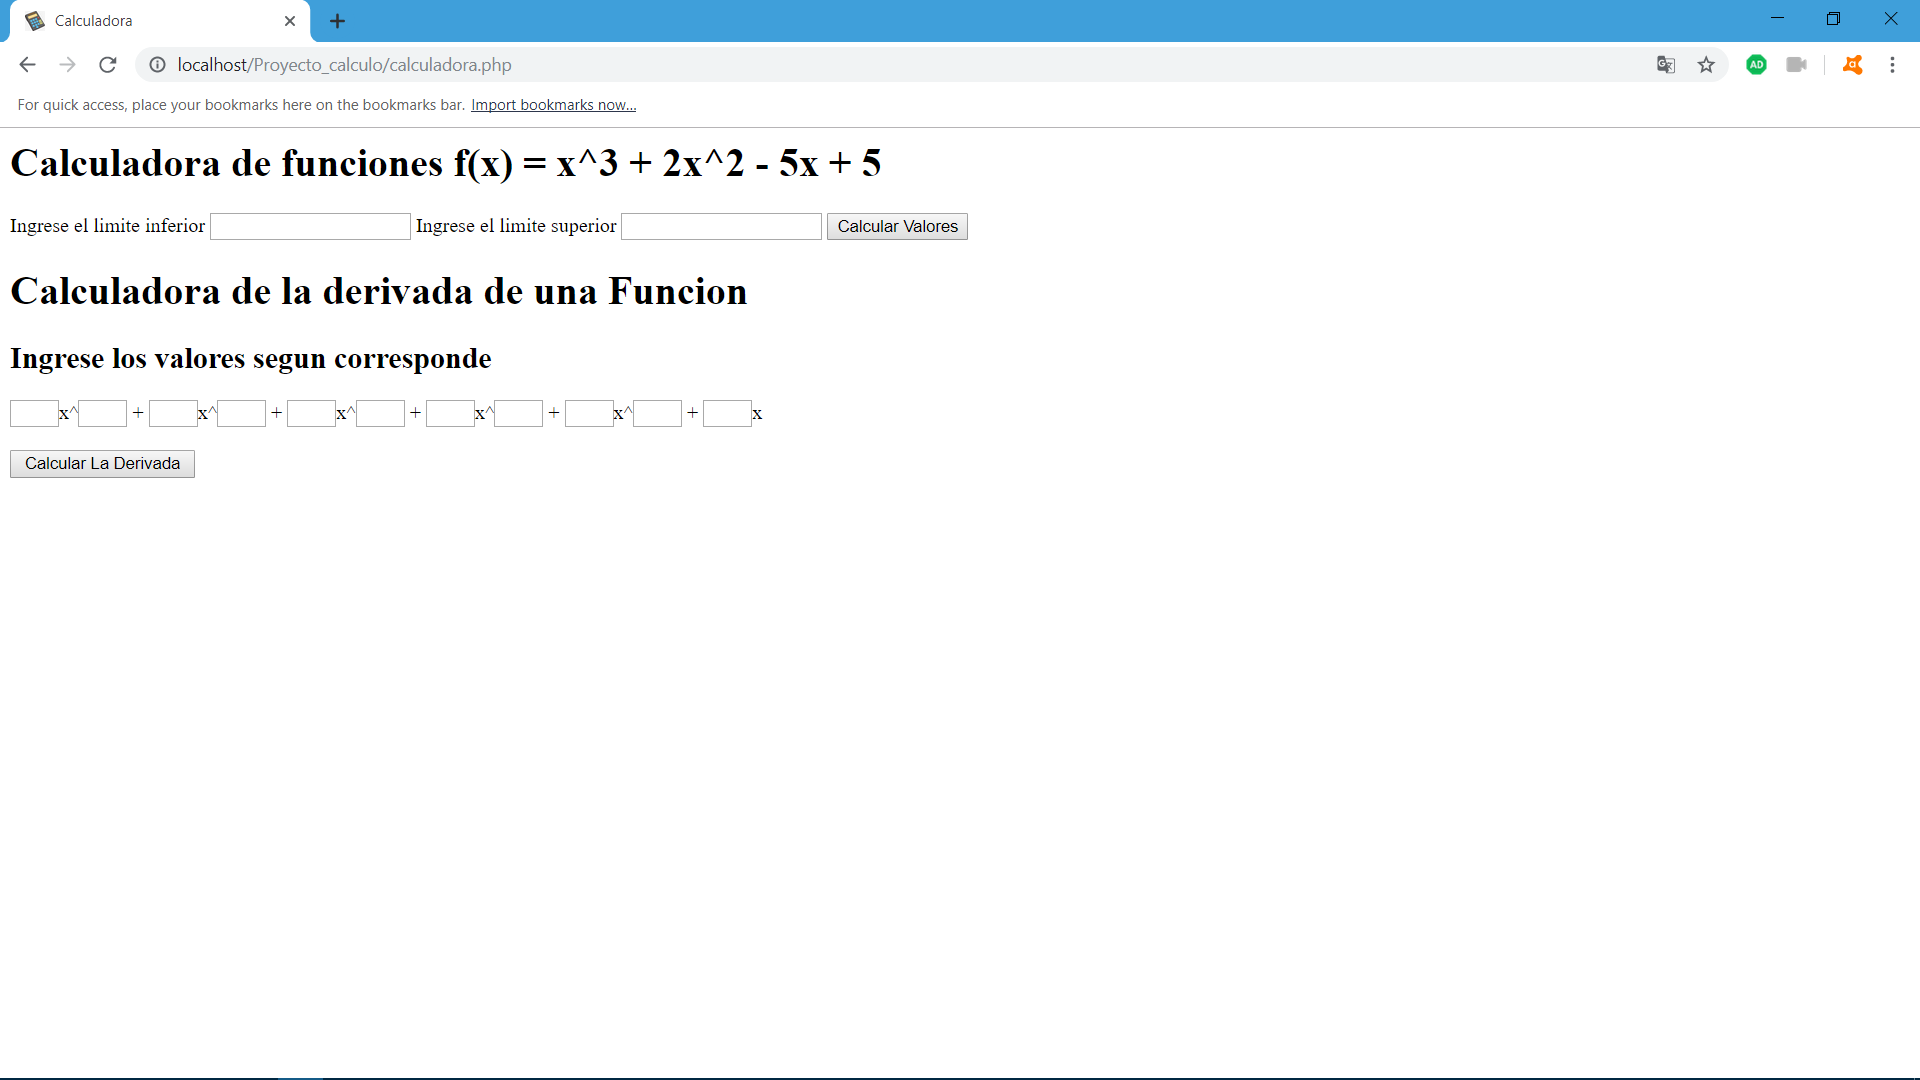 Calculadora
localhost/Proyecto_calculo/calculadora.php
AD
For quick access, place your bookmarks here on the bookmarks bar. Import bookmarks now...
Calculadora de funciones f(x) = x^3 + 2x^2 - 5x + 5
Ingrese el limite inferior Ingrese el limite superior Calcular Valores
Calculadora de la derivada de una Funcion
Ingrese los valores segun corresponde
x^ + x^ + x^ + x^ + x^ + x
Calcular La Derivada